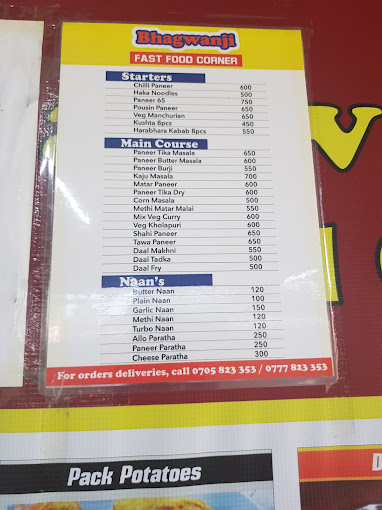 Bhagwanji
FAST FOOD CORNER
Starters
Chilli Paneer 600
Haka Noodles 500
Paneer 65 750
Pousin Paneer 650
Veg Manchurian 650
Kushta 8pcs 450
Harabhara Kabab 8pcs 550
Main Course
Paneer Tika Masala 650
Paneer Butter Masala 600
Paneer Burji 550
Kaju Masala 700
Matar Paneer 600
Paneer Tika Dry 600
Corn Masala 500
Methi Matar Malai 550
Mix Veg Curry 600
Veg Kholapuri 600
Shahi Paneer 650
Tawa Paneer 650
Daal Makhni 550
Daal Tadka 500
Daal Fry 500
Naan's
Butter Naan 120
Plain Naan 100
Garlic Naan 150
Methi Naan 120
Turbo Naan 120
Allo Paratha 250
Paneer Paratha 250
Cheese Paratha 300
For orders deliveries, call 0705 823 353 / 0777 823 353
Pack Potatoes